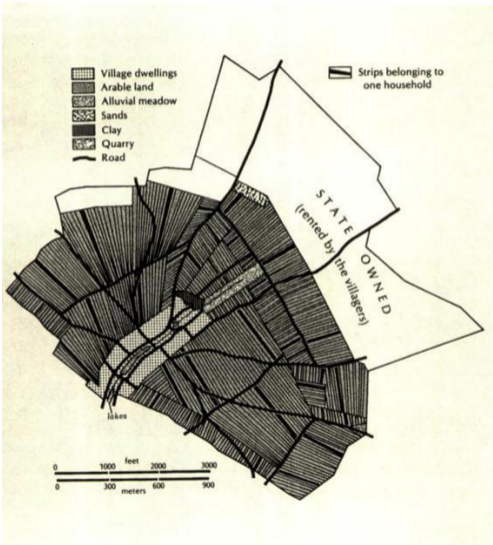 Village dwellings
Arable land
Alluvial meadow
Sands
Clay
Quarry
Road
Strips belonging to
one household
STATE OWNED
(rented by the villagers)
lakes
feet
0 1000 2000 3000
0 300 600 900
meters